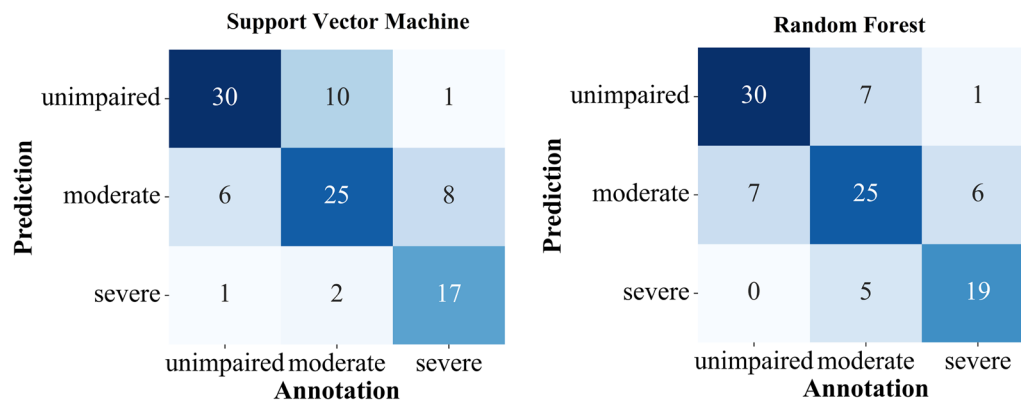 Support Vector Machine
Prediction
unimpaired 30 10 1
moderate 6 25 8
severe 1 2 17
unimpaired moderate severe
Annotation
Random Forest
Prediction
unimpaired 30 7 1
moderate 7 25 6
severe 0 5 19
unimpaired moderate severe
Annotation